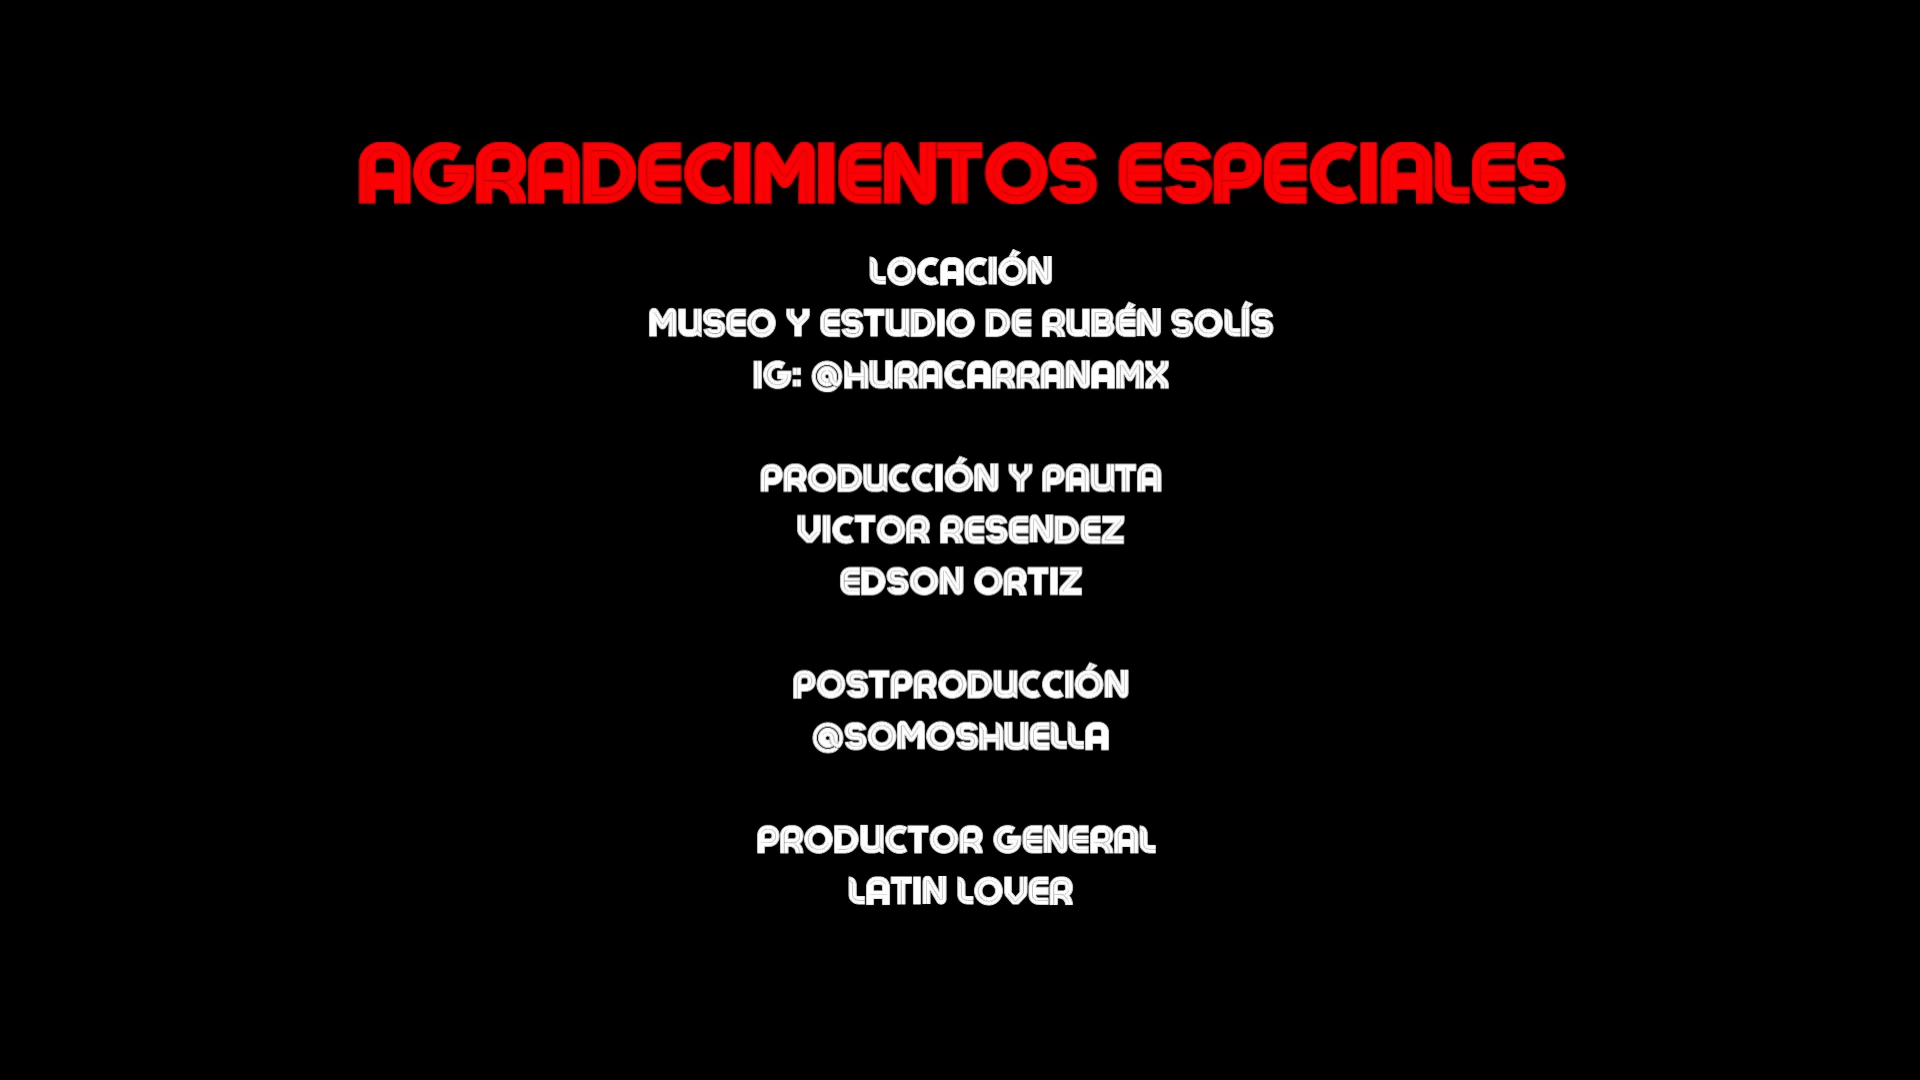 AGRADECIMIENTOS ESPECIALES
LOCACIÓN
MUSEO Y ESTUDIO DE RUBÉN SOLÍS
IG: @HURACARRANAMX
PRODUCCIÓN Y PAUTA
VICTOR RESENDEZ
EDSON ORTIZ
POSTPRODUCCIÓN
@SOMOSHUELLA
PRODUCTOR GENERAL
LATIN LOVER